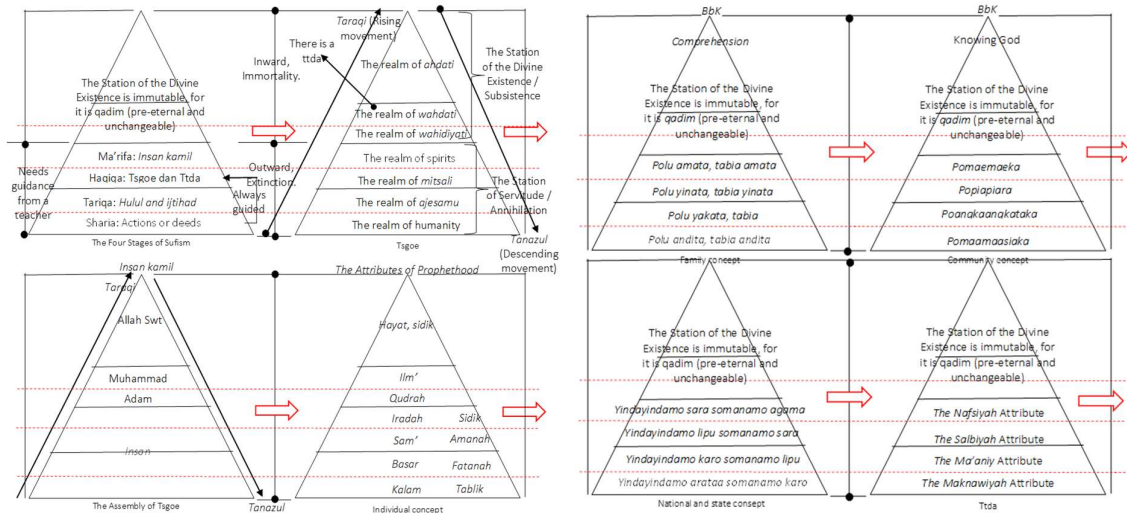 Taraqi (Rising
movement)
There is a
ttda
Inward,
Immortality.
The realm of ahdati
The Station of
the Divine
Existence /
Subsistence
The Station of the Divine
Existence is immutable, for
it is qadim (pre-eternal and
unchangeable)
The realm of wahdati
The realm of wahidiyati
Ma'rifa: Insan kamil
Haqiqa: Tsgoe dan Ttda
Tariqa: Hulul and ijtihad
Sharia: Actions or deeds
Needs
guidance
from a
teacher
Outward,
Extinction.
Always
guided
The realm of spirits
The realm of mitsali
The realm of ajesamu
The realm of humanity
The Station
of Servitude /
Annihilation
The Four Stages of Sufism
Tsgoe
Tanazul
(Descending
movement)
BbK
Comprehension
The Station of the Divine
Existence is immutable, for
it is qadim (pre-eternal and
unchangeable)
Polu amata, tabia amata
Polu yinata, tabia yinata
Polu yakata, tabia
Polu andita, tabia andita
Family concept
BbK
Knowing God
The Station of the Divine
Existence is immutable, for
it is qadim (pre-eternal and
unchangeable)
Pomaemaeka
Popiapiara
Poangkaangkataka
Pomaamaasiaka
Community concept
Insan kamil
Taraqi
Allah Swt
Muhammad
Adam
Insan
The Assembly of Tsgoe
Tanazul
The Attributes of Prophethood
Hayat, sidik
Ilm'
Qudrah
Iradah Sidik
Sam' Amanah
Basar Fatanah
Kalam Tablik
Individual concept
The Station of the Divine
Existence is immutable, for
it is qadim (pre-eternal and
unchangeable)
Yindayindamo sara somanamo agama
Yindayindamo lipu somanamo sara
Yindayindamo karo somanamo lipu
Yindayindamo arataa somanamo karo
National and state concept
The Station of the Divine
Existence is immutable, for
it is qadim (pre-eternal and
unchangeable)
The Nafsiyah Attribute
The Salbiyah Attribute
The Ma'aniy Attribute
The Maknawiyah Attribute
Ttda